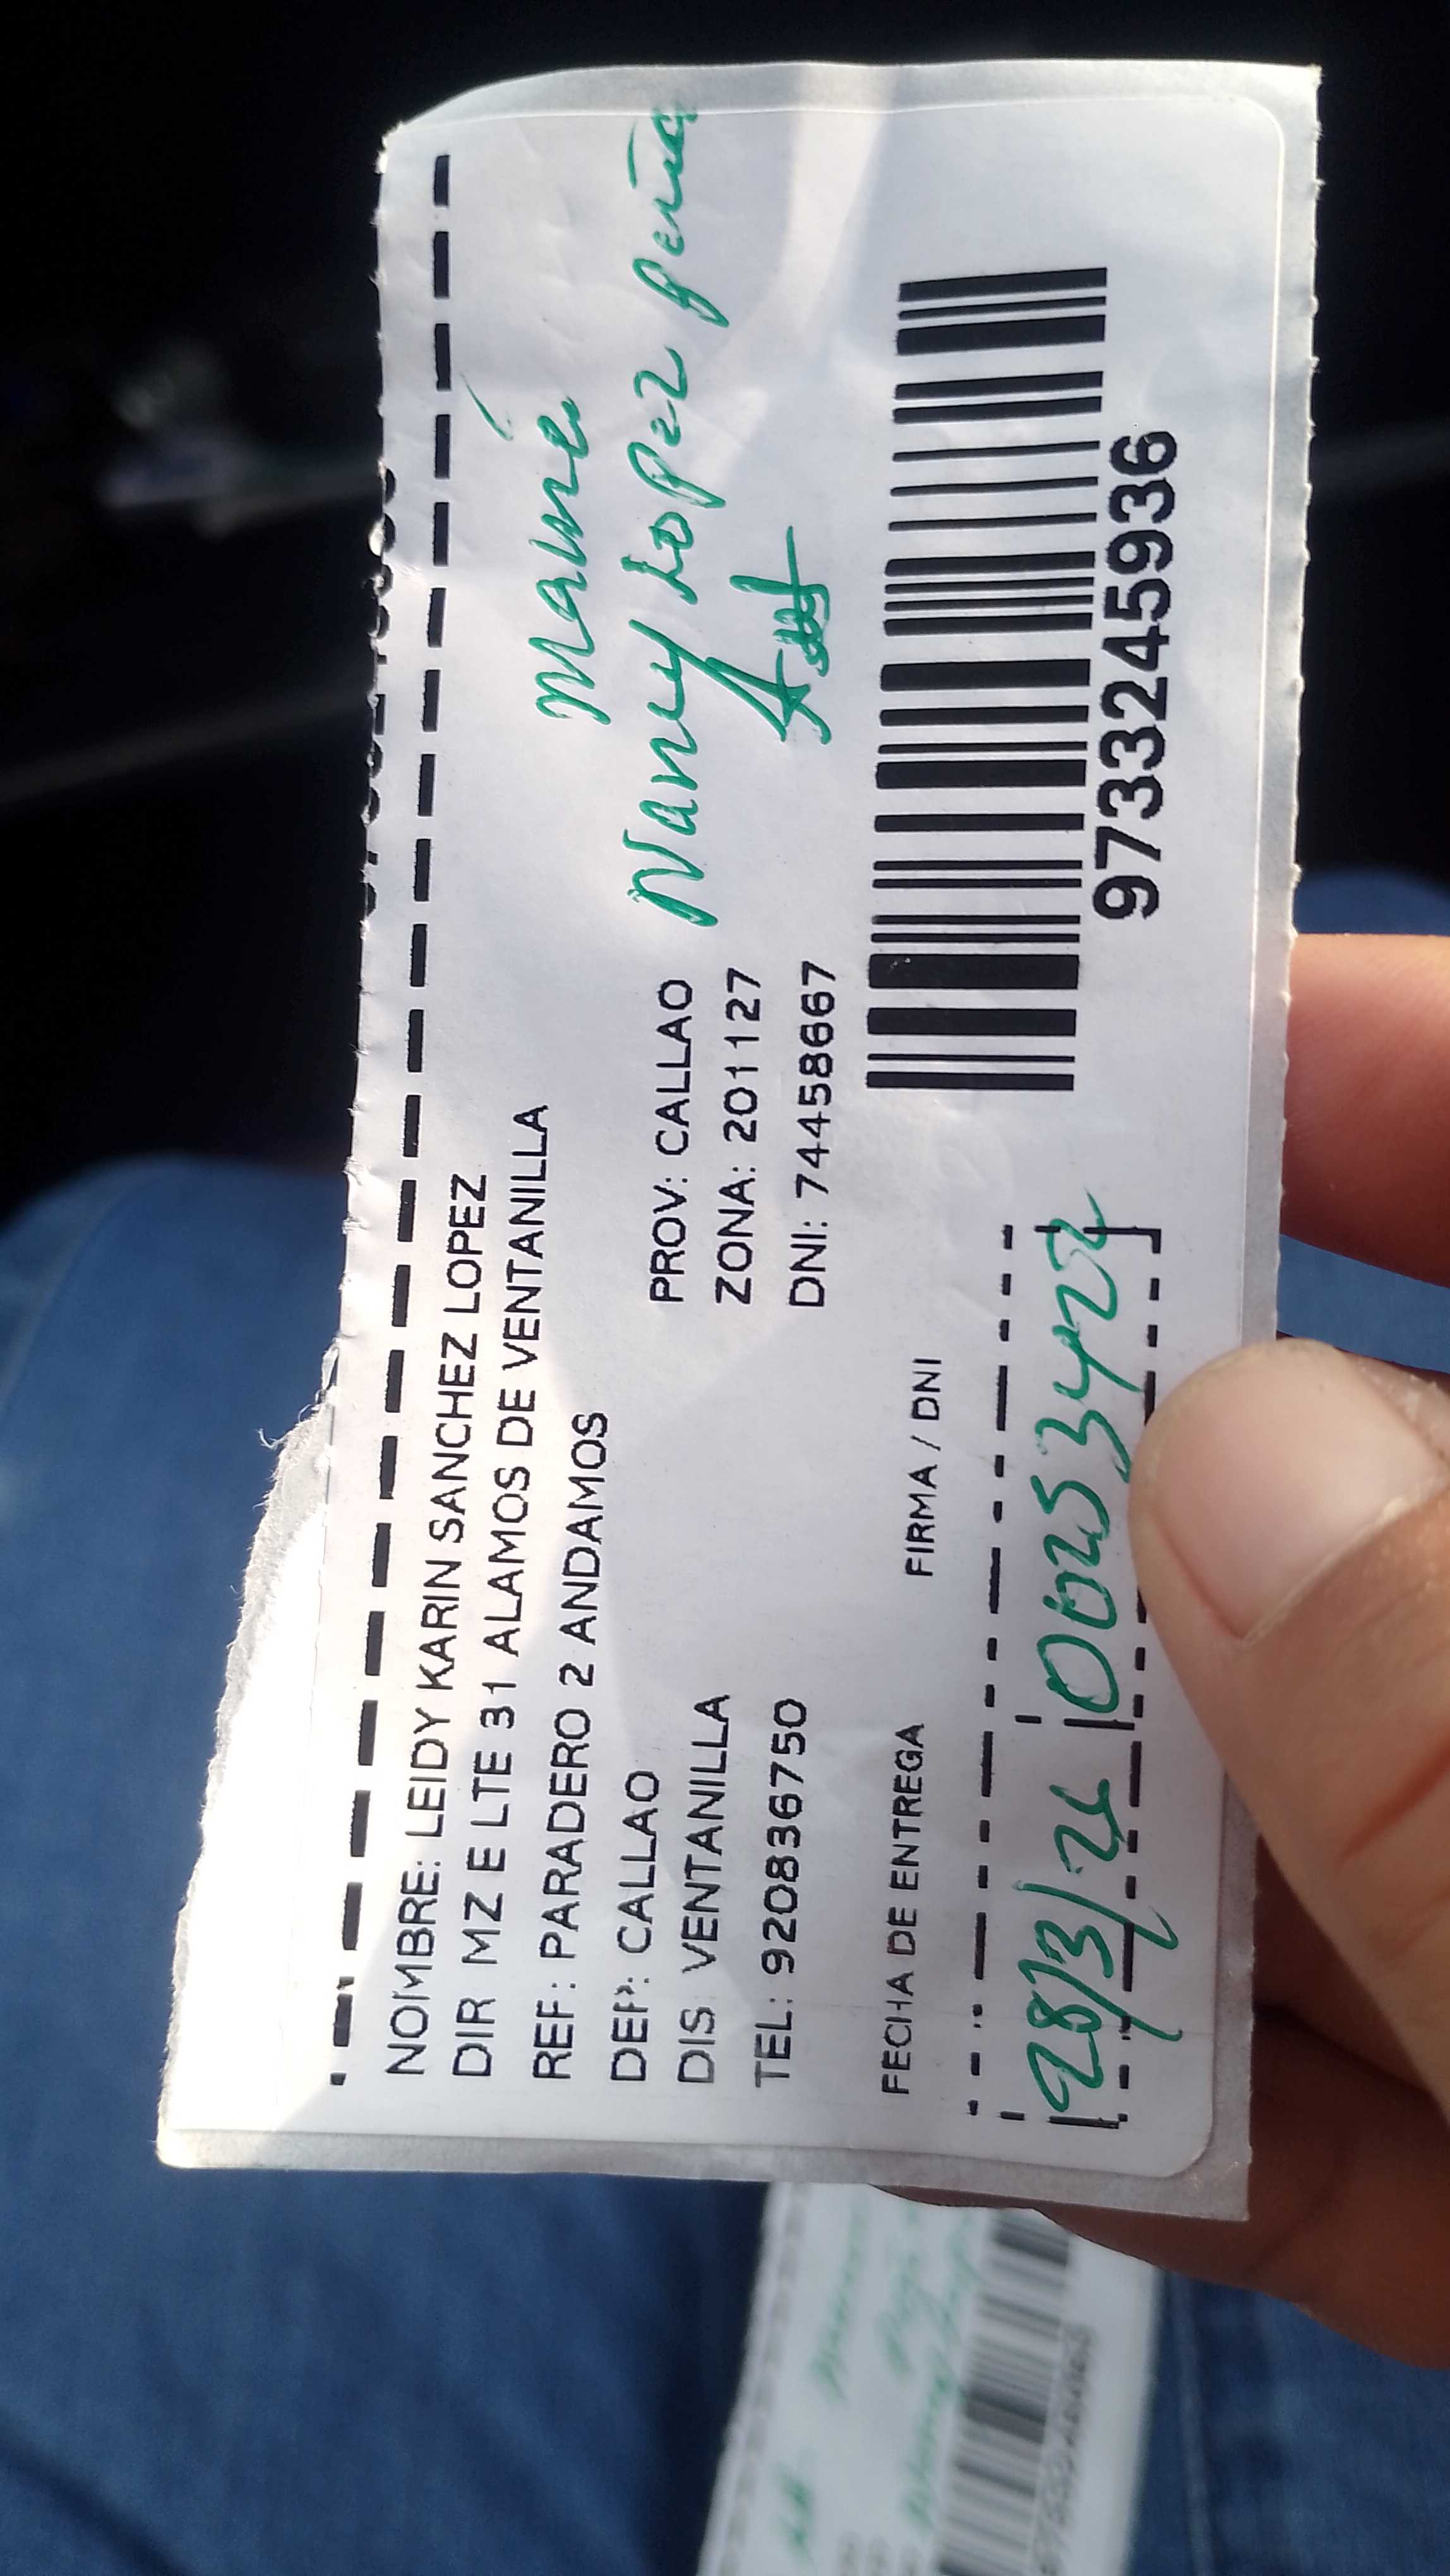 NOMBRE: LEIDY KARIN SANCHEZ LOPEZ
DIR MZ E LTE 31 ALAMOS DE VENTANILLA
REF: PARADERO 2 ANDAMOS
DEP: CALLAO PROV: CALLAO
DIS: VENTANILLA ZONA: 201127
TEL: 920836750 DNI: 74458667
Mamé
Nancy Lopez peña
FECHA DE ENTREGA FIRMA / DNI
28/3/21
9733245936